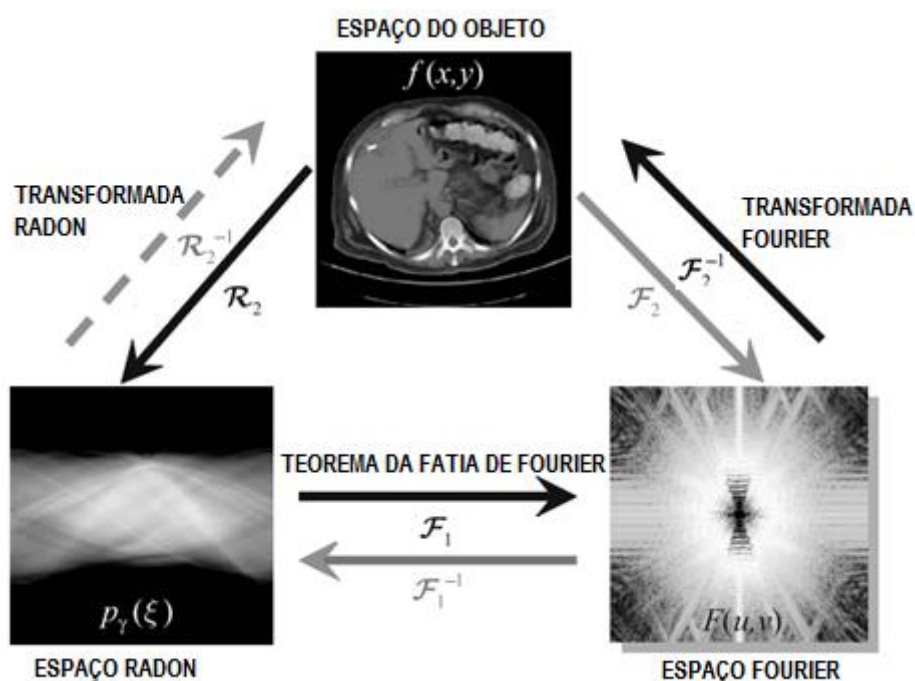 ESPAÇO DO OBJETO
f(x,y)
TRANSFORMADA
RADON
TRANSFORMADA
FOURIER
ℛ₂⁻¹
ℛ₂
ℱ₂⁻¹
ℱ₂
TEOREMA DA FATIA DE FOURIER
ℱ₁
ℱ₁⁻¹
pᵧ(ξ)
F(u,v)
ESPAÇO RADON
ESPAÇO FOURIER